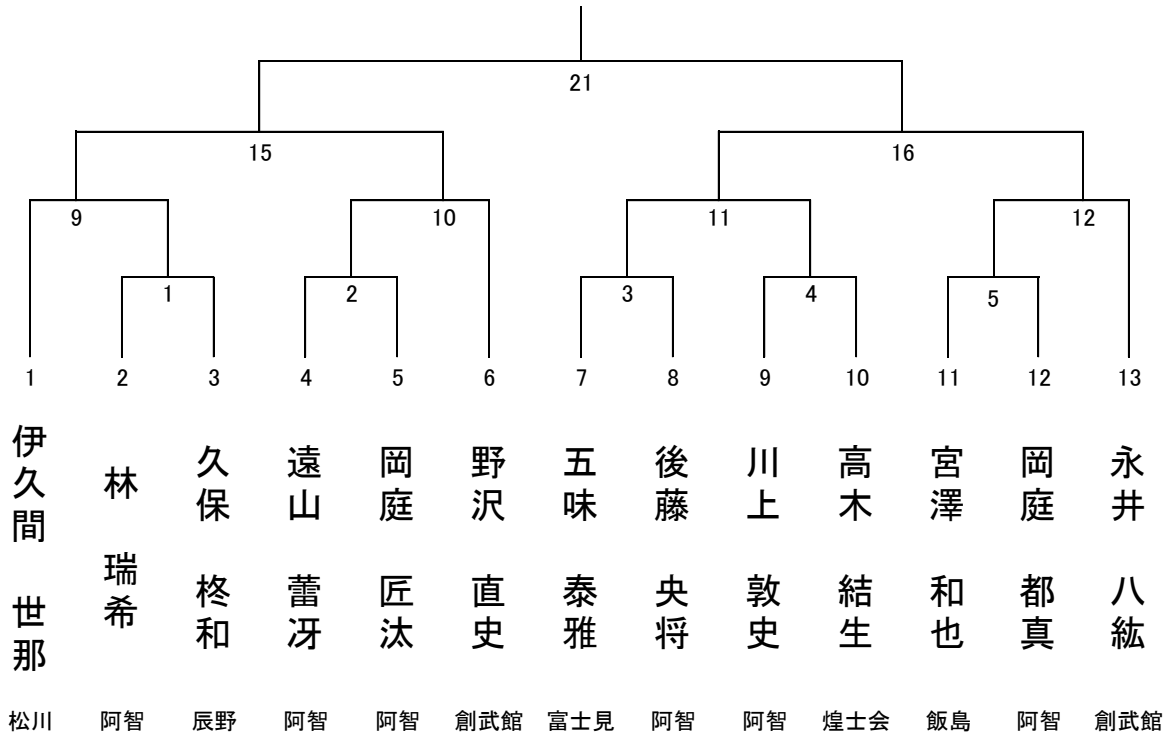 21
15
16
9
10
11
12
1
2
3
4
5
1 2 3 4 5 6 7 8 9 10 11 12 13
伊久間 世那
林 瑞希
久保 柊和
遠山 蕾冴
岡庭 匠汰
野沢 直史
五味 泰雅
後藤 央将
川上 敦史
高木 結生
宮澤 和也
岡庭 都真
永井 八紘
松川 阿智 辰野 阿智 阿智 創武館 富士見 阿智 阿智 煌士会 飯島 阿智 創武館